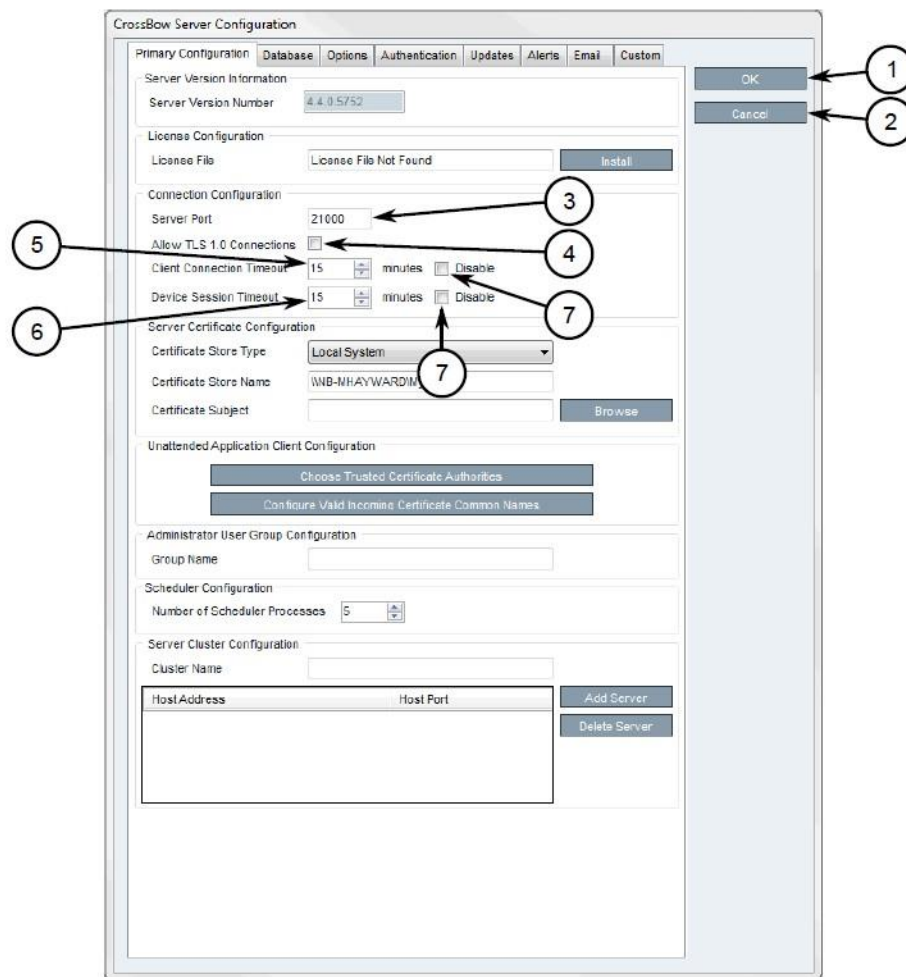 CrossBow Server Configuration
Primary Configuration Database Options Authentication Updates Alerts Email Custom
Server Version Information
Server Version Number 4.4.0.5752
OK
1
Cancel
2
License Configuration
License File License File Not Found Install
Connection Configuration
Server Port 21000
3
Allow TLS 1.0 Connections
4
5
Client Connection Timeout 15 minutes Disable
7
Device Session Timeout 15 minutes Disable
6
7
Server Certificate Configuration
Certificate Store Type Local System
Certificate Store Name \\NB-MHAYWARD\
Certificate Subject Browse
Unattended Application Client Configuration
Choose Trusted Certificate Authorities
Configure Valid Incoming Certificate Common Names
Administrator User Group Configuration
Group Name
Scheduler Configuration
Number of Scheduler Processes 5
Server Cluster Configuration
Cluster Name
Host Address Host Port
Add Server
Delete Server